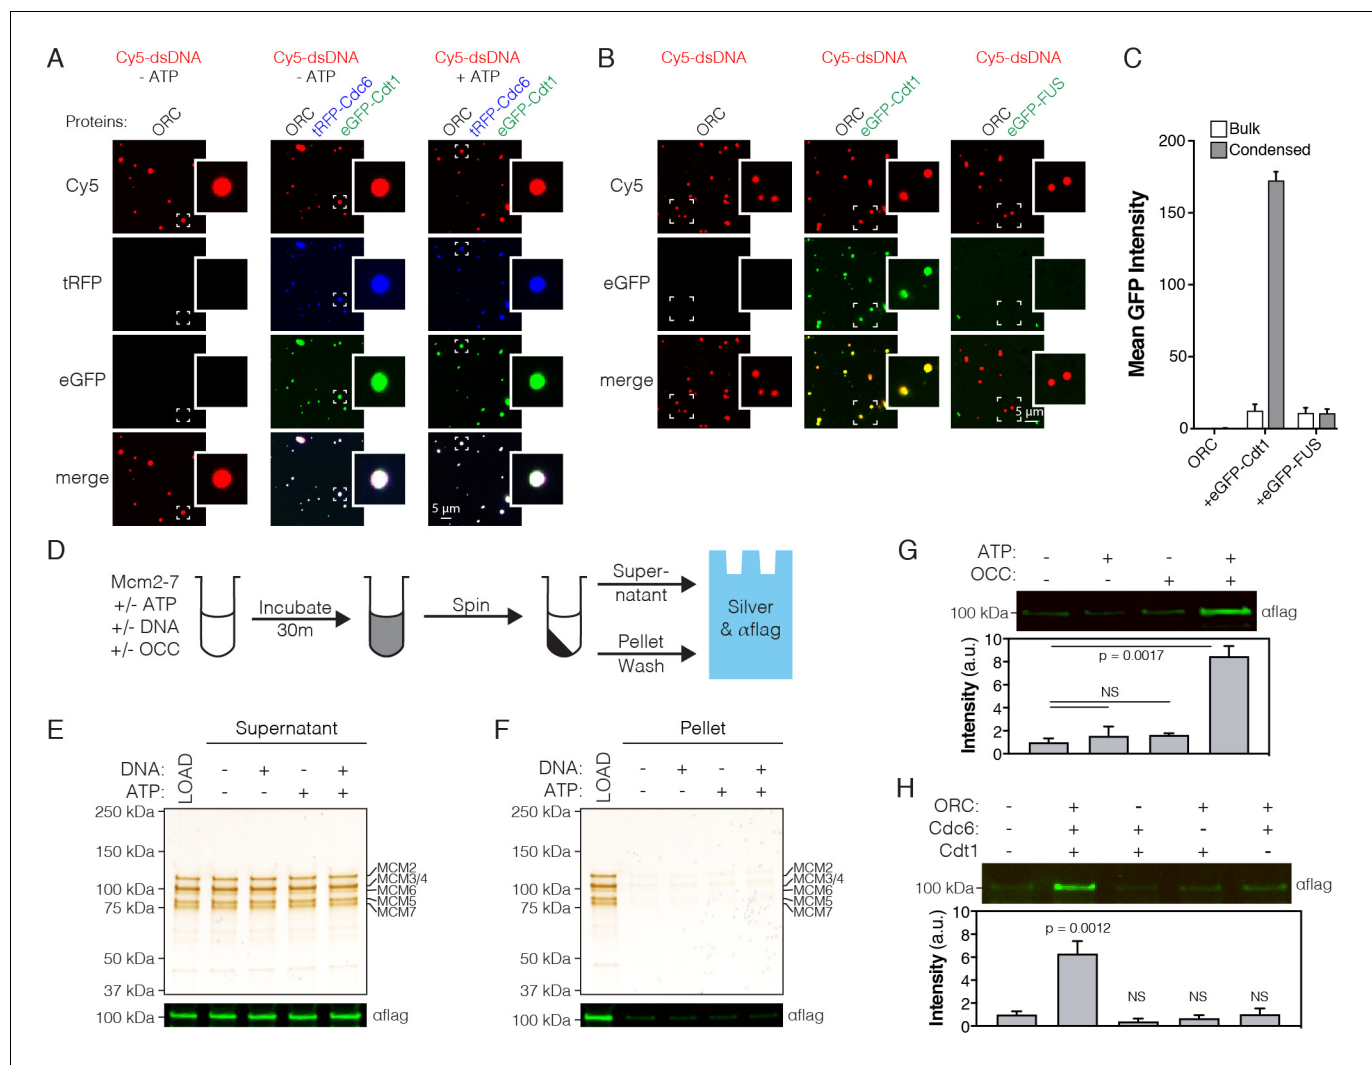 A
Cy5-dsDNA
- ATP
Cy5-dsDNA
- ATP
Cy5-dsDNA
+ ATP
Proteins:
ORC
ORC
tRFP-Cdc6
eGFP-Cdt1
ORC
tRFP-Cdc6
eGFP-Cdt1
Cy5
tRFP
eGFP
merge
5 µm
B
Cy5-dsDNA
Cy5-dsDNA
Cy5-dsDNA
ORC
ORC
eGFP-Cdt1
ORC
eGFP-FUS
Cy5
eGFP
merge
5 µm
C
Bulk
Condensed
Mean GFP Intensity
200
150
100
50
0
ORC
+eGFP-Cdt1
+eGFP-FUS
D
Mcm2-7
+/- ATP
+/- DNA
+/- OCC
Incubate
30m
Spin
Super-
natant
Pellet
Wash
Silver
& αflag
E
Supernatant
LOAD
DNA: - + - +
ATP: - - + +
250 kDa
150 kDa
100 kDa
75 kDa
50 kDa
37 kDa
MCM2
MCM3/4
MCM6
MCM5
MCM7
100 kDa
αflag
F
Pellet
LOAD
DNA: - + - +
ATP: - - + +
250 kDa
150 kDa
100 kDa
75 kDa
50 kDa
37 kDa
MCM2
MCM3/4
MCM6
MCM5
MCM7
100 kDa
αflag
G
ATP: - + - +
OCC: - - + +
100 kDa
αflag
Intensity (a.u.)
10
8
6
4
2
0
p = 0.0017
NS
H
ORC: - + - + +
Cdc6: - + + - +
Cdt1 - + + + -
100 kDa
αflag
Intensity (a.u.)
10
8
6
4
2
0
p = 0.0012
NS NS NS